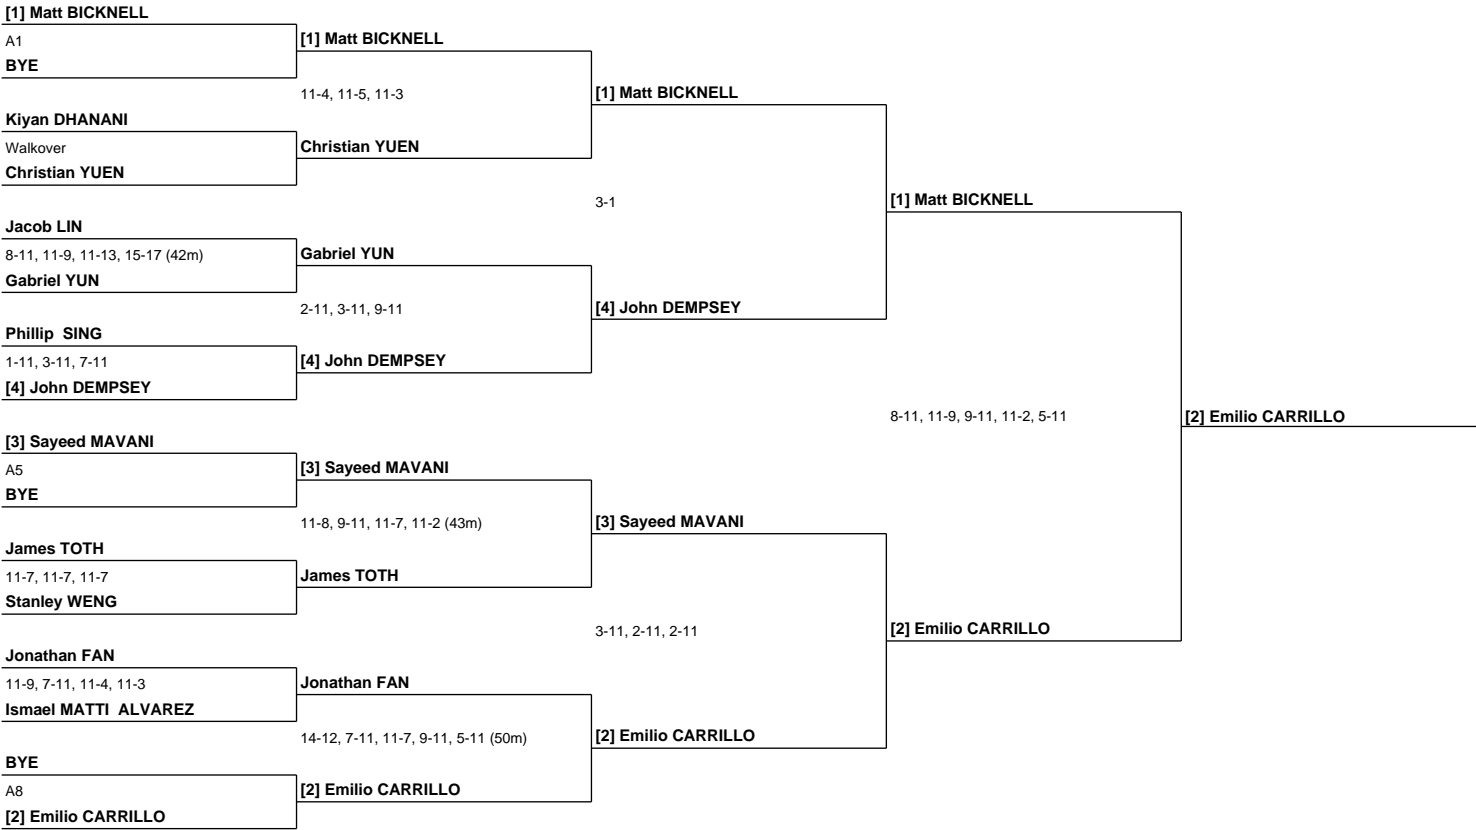 [1] Matt BICKNELL
A1
BYE
Kiyan DHANANI
Walkover
Christian YUEN
Jacob LIN
8-11, 11-9, 11-13, 15-17 (42m)
Gabriel YUN
Phillip  SING
1-11, 3-11, 7-11
[4] John DEMPSEY
[3] Sayeed MAVANI
A5
BYE
James TOTH
11-7, 11-7, 11-7
Stanley WENG
Jonathan FAN
11-9, 7-11, 11-4, 11-3
Ismael MATTI  ALVAREZ
BYE
A8
[2] Emilio CARRILLO
[1] Matt BICKNELL
11-4, 11-5, 11-3
Christian YUEN
Gabriel YUN
2-11, 3-11, 9-11
[4] John DEMPSEY
[3] Sayeed MAVANI
11-8, 9-11, 11-7, 11-2 (43m)
James TOTH
Jonathan FAN
14-12, 7-11, 11-7, 9-11, 5-11 (50m)
[2] Emilio CARRILLO
[1] Matt BICKNELL
3-1
[4] John DEMPSEY
[3] Sayeed MAVANI
3-11, 2-11, 2-11
[2] Emilio CARRILLO
[1] Matt BICKNELL
8-11, 11-9, 9-11, 11-2, 5-11
[2] Emilio CARRILLO
[2] Emilio CARRILLO